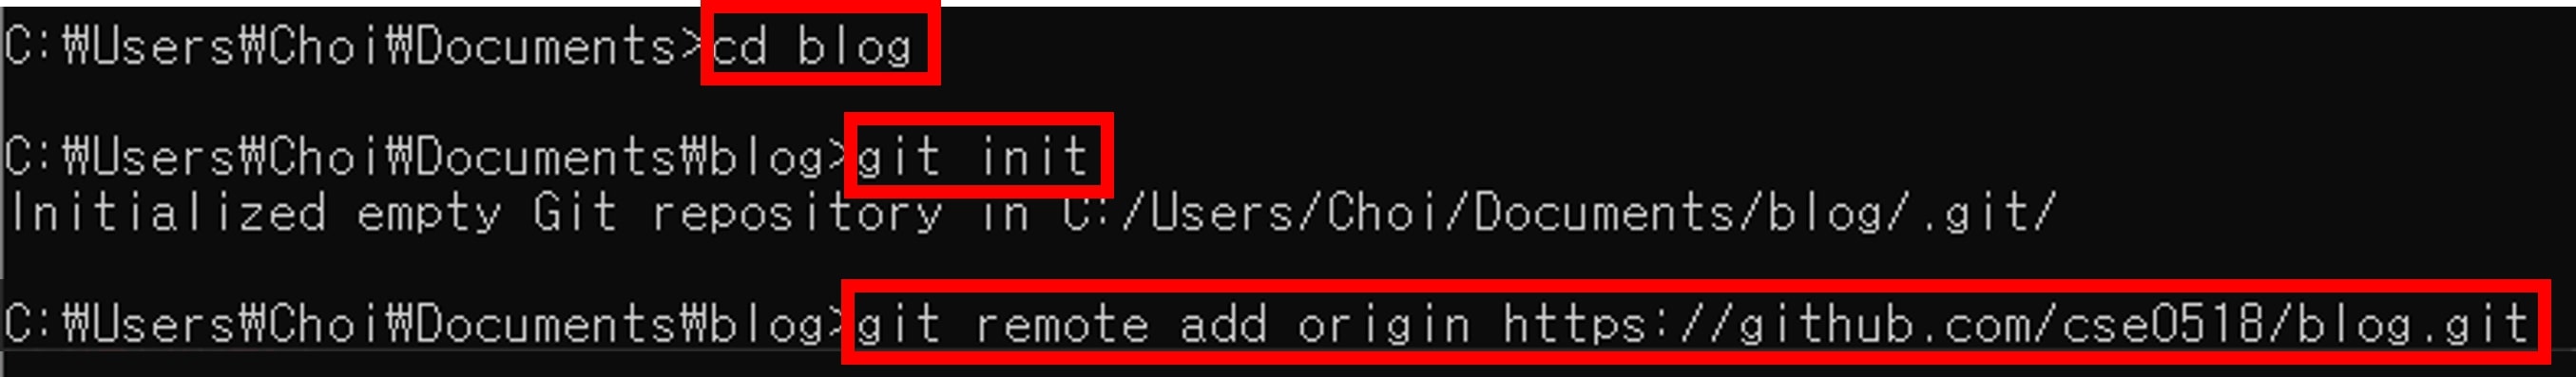 C:₩Users₩Choi₩Documents>cd blog
C:₩Users₩Choi₩Documents₩blog>git init
Initialized empty Git repository in C:/Users/Choi/Documents/blog/.git/
C:₩Users₩Choi₩Documents₩blog>git remote add origin https://github.com/cse0518/blog.git